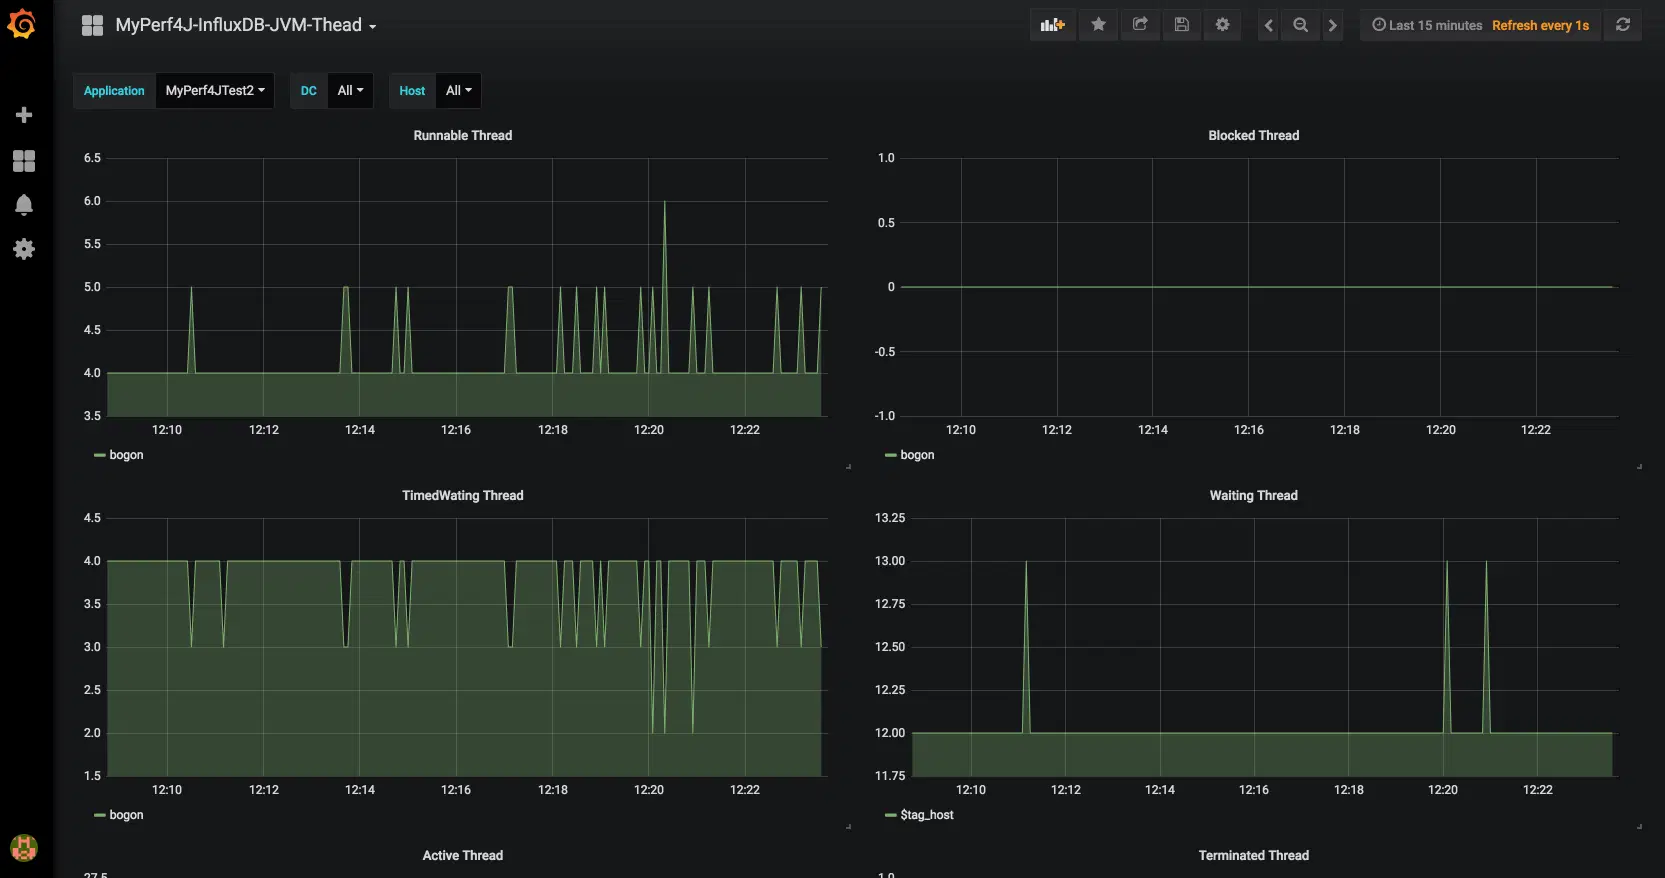 MyPerf4J-InfluxDB-JVM-Thead
Last 15 minutes Refresh every 1s
Application MyPerf4JTest2 DC All Host All
Runnable Thread
6.5
6.0
5.5
5.0
4.5
4.0
3.5
12:10 12:12 12:14 12:16 12:18 12:20 12:22
bogon
Blocked Thread
1.0
0.5
0
-0.5
-1.0
12:10 12:12 12:14 12:16 12:18 12:20 12:22
bogon
TimedWating Thread
4.5
4.0
3.5
3.0
2.5
2.0
1.5
12:10 12:12 12:14 12:16 12:18 12:20 12:22
bogon
Waiting Thread
13.25
13.00
12.75
12.50
12.25
12.00
11.75
12:10 12:12 12:14 12:16 12:18 12:20 12:22
$tag_host
Active Thread
27.5
Terminated Thread
1.0